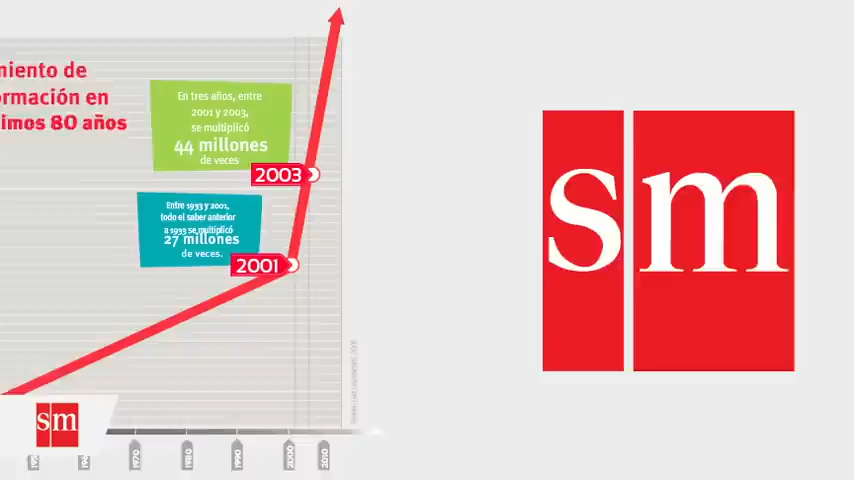 miento de
ormación en
imos 80 años
En tres años, entre
2001 y 2003,
se multiplicó
44 millones
de veces
2003
Entre 1933 y 2001,
todo el saber anterior
a 1933 se multiplicó
27 millones
de veces.
2001
sm
sm
1970
1980
1990
2000
2010